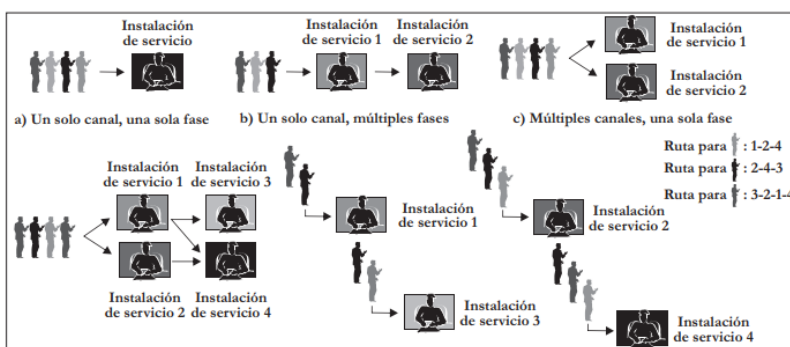 Instalación
de servicio
a) Un solo canal, una sola fase
Instalación
de servicio 1
Instalación
de servicio 2
b) Un solo canal, múltiples fases
Instalación
de servicio 1
Instalación
de servicio 2
c) Múltiples canales, una sola fase
Instalación
de servicio 1
Instalación
de servicio 3
Instalación
de servicio 2
Instalación
de servicio 4
Instalación
de servicio 1
Instalación
de servicio 3
Ruta para : 1-2-4
Ruta para : 2-4-3
Ruta para : 3-2-1-4
Instalación
de servicio 2
Instalación
de servicio 4